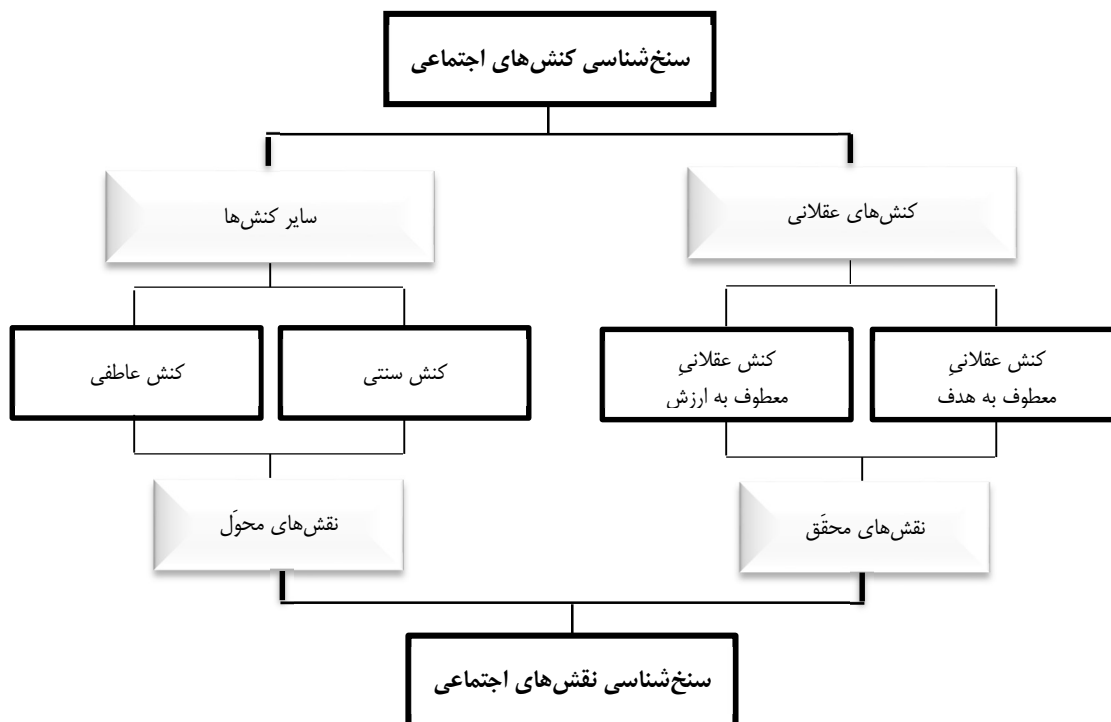 سنخ‌شناسی کنش‌های اجتماعی
کنش‌های عقلانی
سایر کنش‌ها
کنش عقلانیِ
معطوف به هدف
کنش عقلانیِ
معطوف به ارزش
کنش سنتی
کنش عاطفی
نقش‌های محقَق
نقش‌های محوَل
سنخ‌شناسی نقش‌های اجتماعی